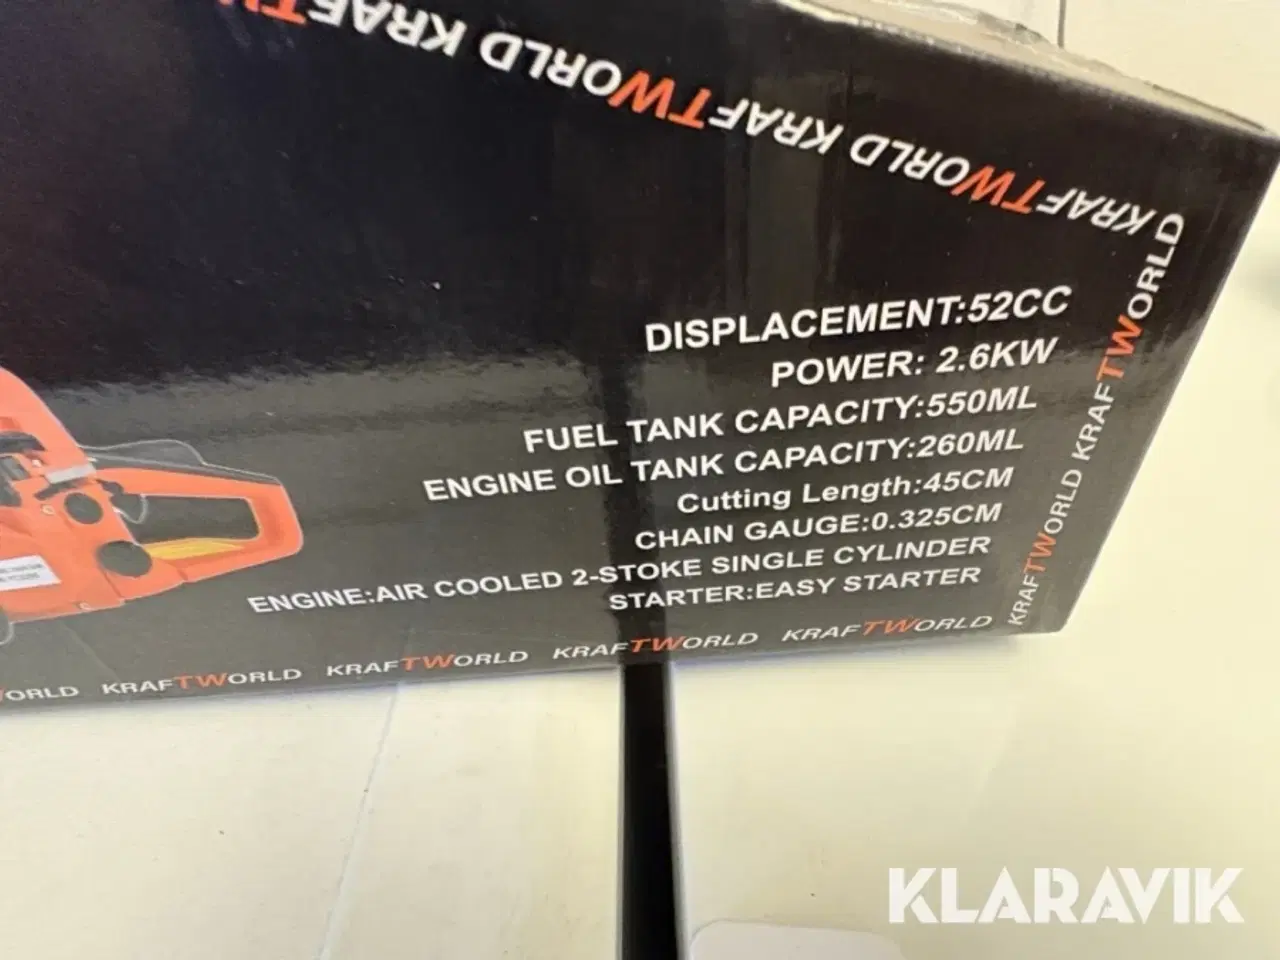 KRAFTWORLD KRAFTWORLD KRAFTWORLD
DISPLACEMENT:52CC
POWER: 2.6KW
FUEL TANK CAPACITY:550ML
ENGINE OIL TANK CAPACITY:260ML
Cutting Length:45CM
CHAIN GAUGE:0.325CM
ENGINE:AIR COOLED 2-STOKE SINGLE CYLINDER
STARTER:EASY STARTER
KRAFTWORLD KRAFTWORLD
ORLD KRAFTWORLD KRAFTWORLD KRAFTWORLD KRAFTWORLD
KLARAVIK